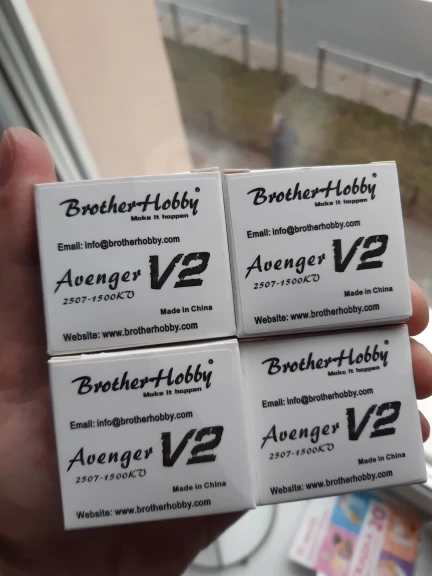 BrotherHobby®
Make it happen
Email: info@brotherhobby.com
Avenger V2
2507-1500KV
Made in China
Website: www.brotherhobby.com
BrotherHobby®
Make it happen
Email: info@brotherhobby.com
Avenger V2
2507-1500KV
Made in China
Website: www.brotherhobby.com
BrotherHobby®
Make it happen
Email: info@brotherhobby.com
Avenger V2
2507-1500KV
Made in China
Website: www.brotherhobby.com
BrotherHobby®
Make it happen
Email: info@brotherhobby.com
Avenger V2
2507-1500KV
Made in China
Website: www.brotherhobby.com